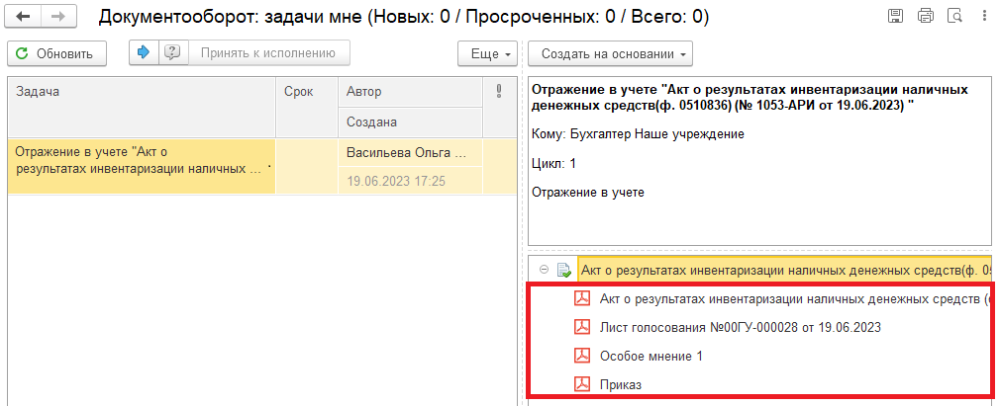 Документооборот: задачи мне (Новых: 0 / Просроченных: 0 / Всего: 0)
Обновить
Принять к исполнению
Еще
Создать на основании
Задача
Срок
Автор
Создана
Отражение в учете "Акт о
результатах инвентаризации наличных ...
Васильева Ольга ...
19.06.2023 17:25
Отражение в учете "Акт о результатах инвентаризации наличных
денежных средств(ф. 0510836) (№ 1053-АРИ от 19.06.2023) "
Кому: Бухгалтер Наше учреждение
Цикл: 1
Отражение в учете
Акт о результатах инвентаризации наличных денежных средств(ф. 05
Акт о результатах инвентаризации наличных денежных средств (
Лист голосования №00ГУ-000028 от 19.06.2023
Особое мнение 1
Приказ